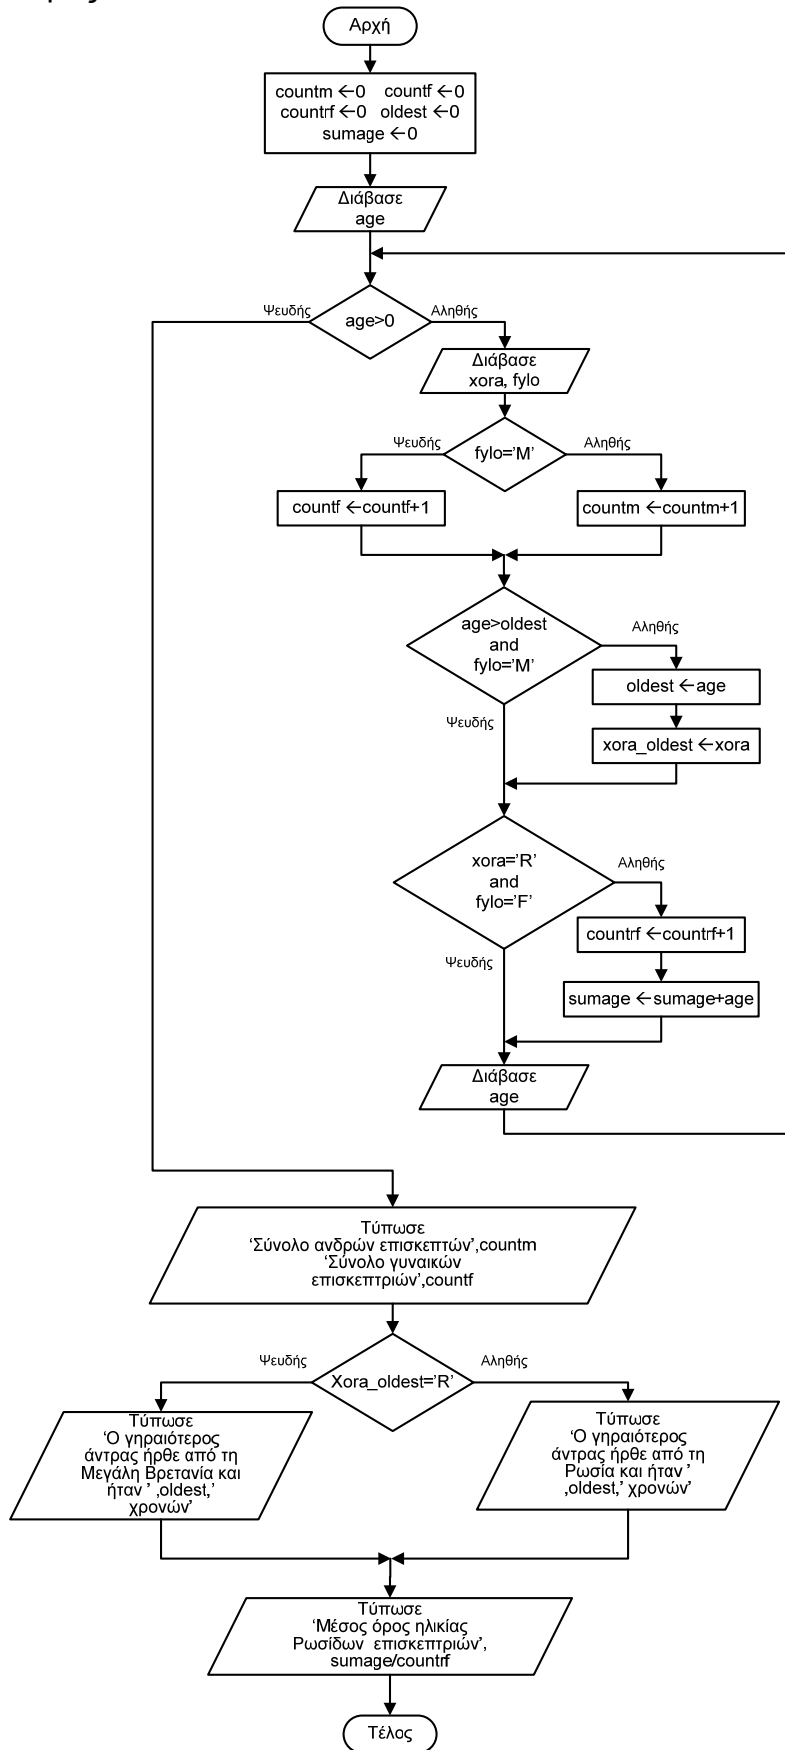 Αρχή
countm ←0 countf ←0
countrf ←0 oldest ←0
sumage ←0
Διάβασε
age
age>0
Ψευδής
Αληθής
Διάβασε
xora, fylo
fylo='M'
Ψευδής
Αληθής
countf ←countf+1
countm ←countm+1
age>oldest
and
fylo='M'
Αληθής
oldest ←age
xora_oldest ←xora
Ψευδής
xora='R'
and
fylo='F'
Αληθής
countrf ←countrf+1
sumage ←sumage+age
Ψευδής
Διάβασε
age
Τύπωσε
‘Σύνολο ανδρών επισκεπτών’,countm
‘Σύνολο γυναικών
επισκεπτριών’,countf
Xora_oldest='R’
Ψευδής
Αληθής
Τύπωσε
‘Ο γηραιότερος
άντρας ήρθε από τη
Μεγάλη Βρετανία και
ήταν ’ ,oldest,’
χρονών’
Τύπωσε
‘Ο γηραιότερος
άντρας ήρθε από τη
Ρωσία και ήταν ’
,oldest,’ χρονών’
Τύπωσε
‘Μέσος όρος ηλικίας
Ρωσίδων επισκεπτριών’,
sumage/countrf
Τέλος